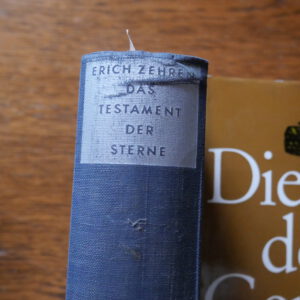 ERICH ZEHREN
DAS
TESTAMENT
DER
STERNE
Die